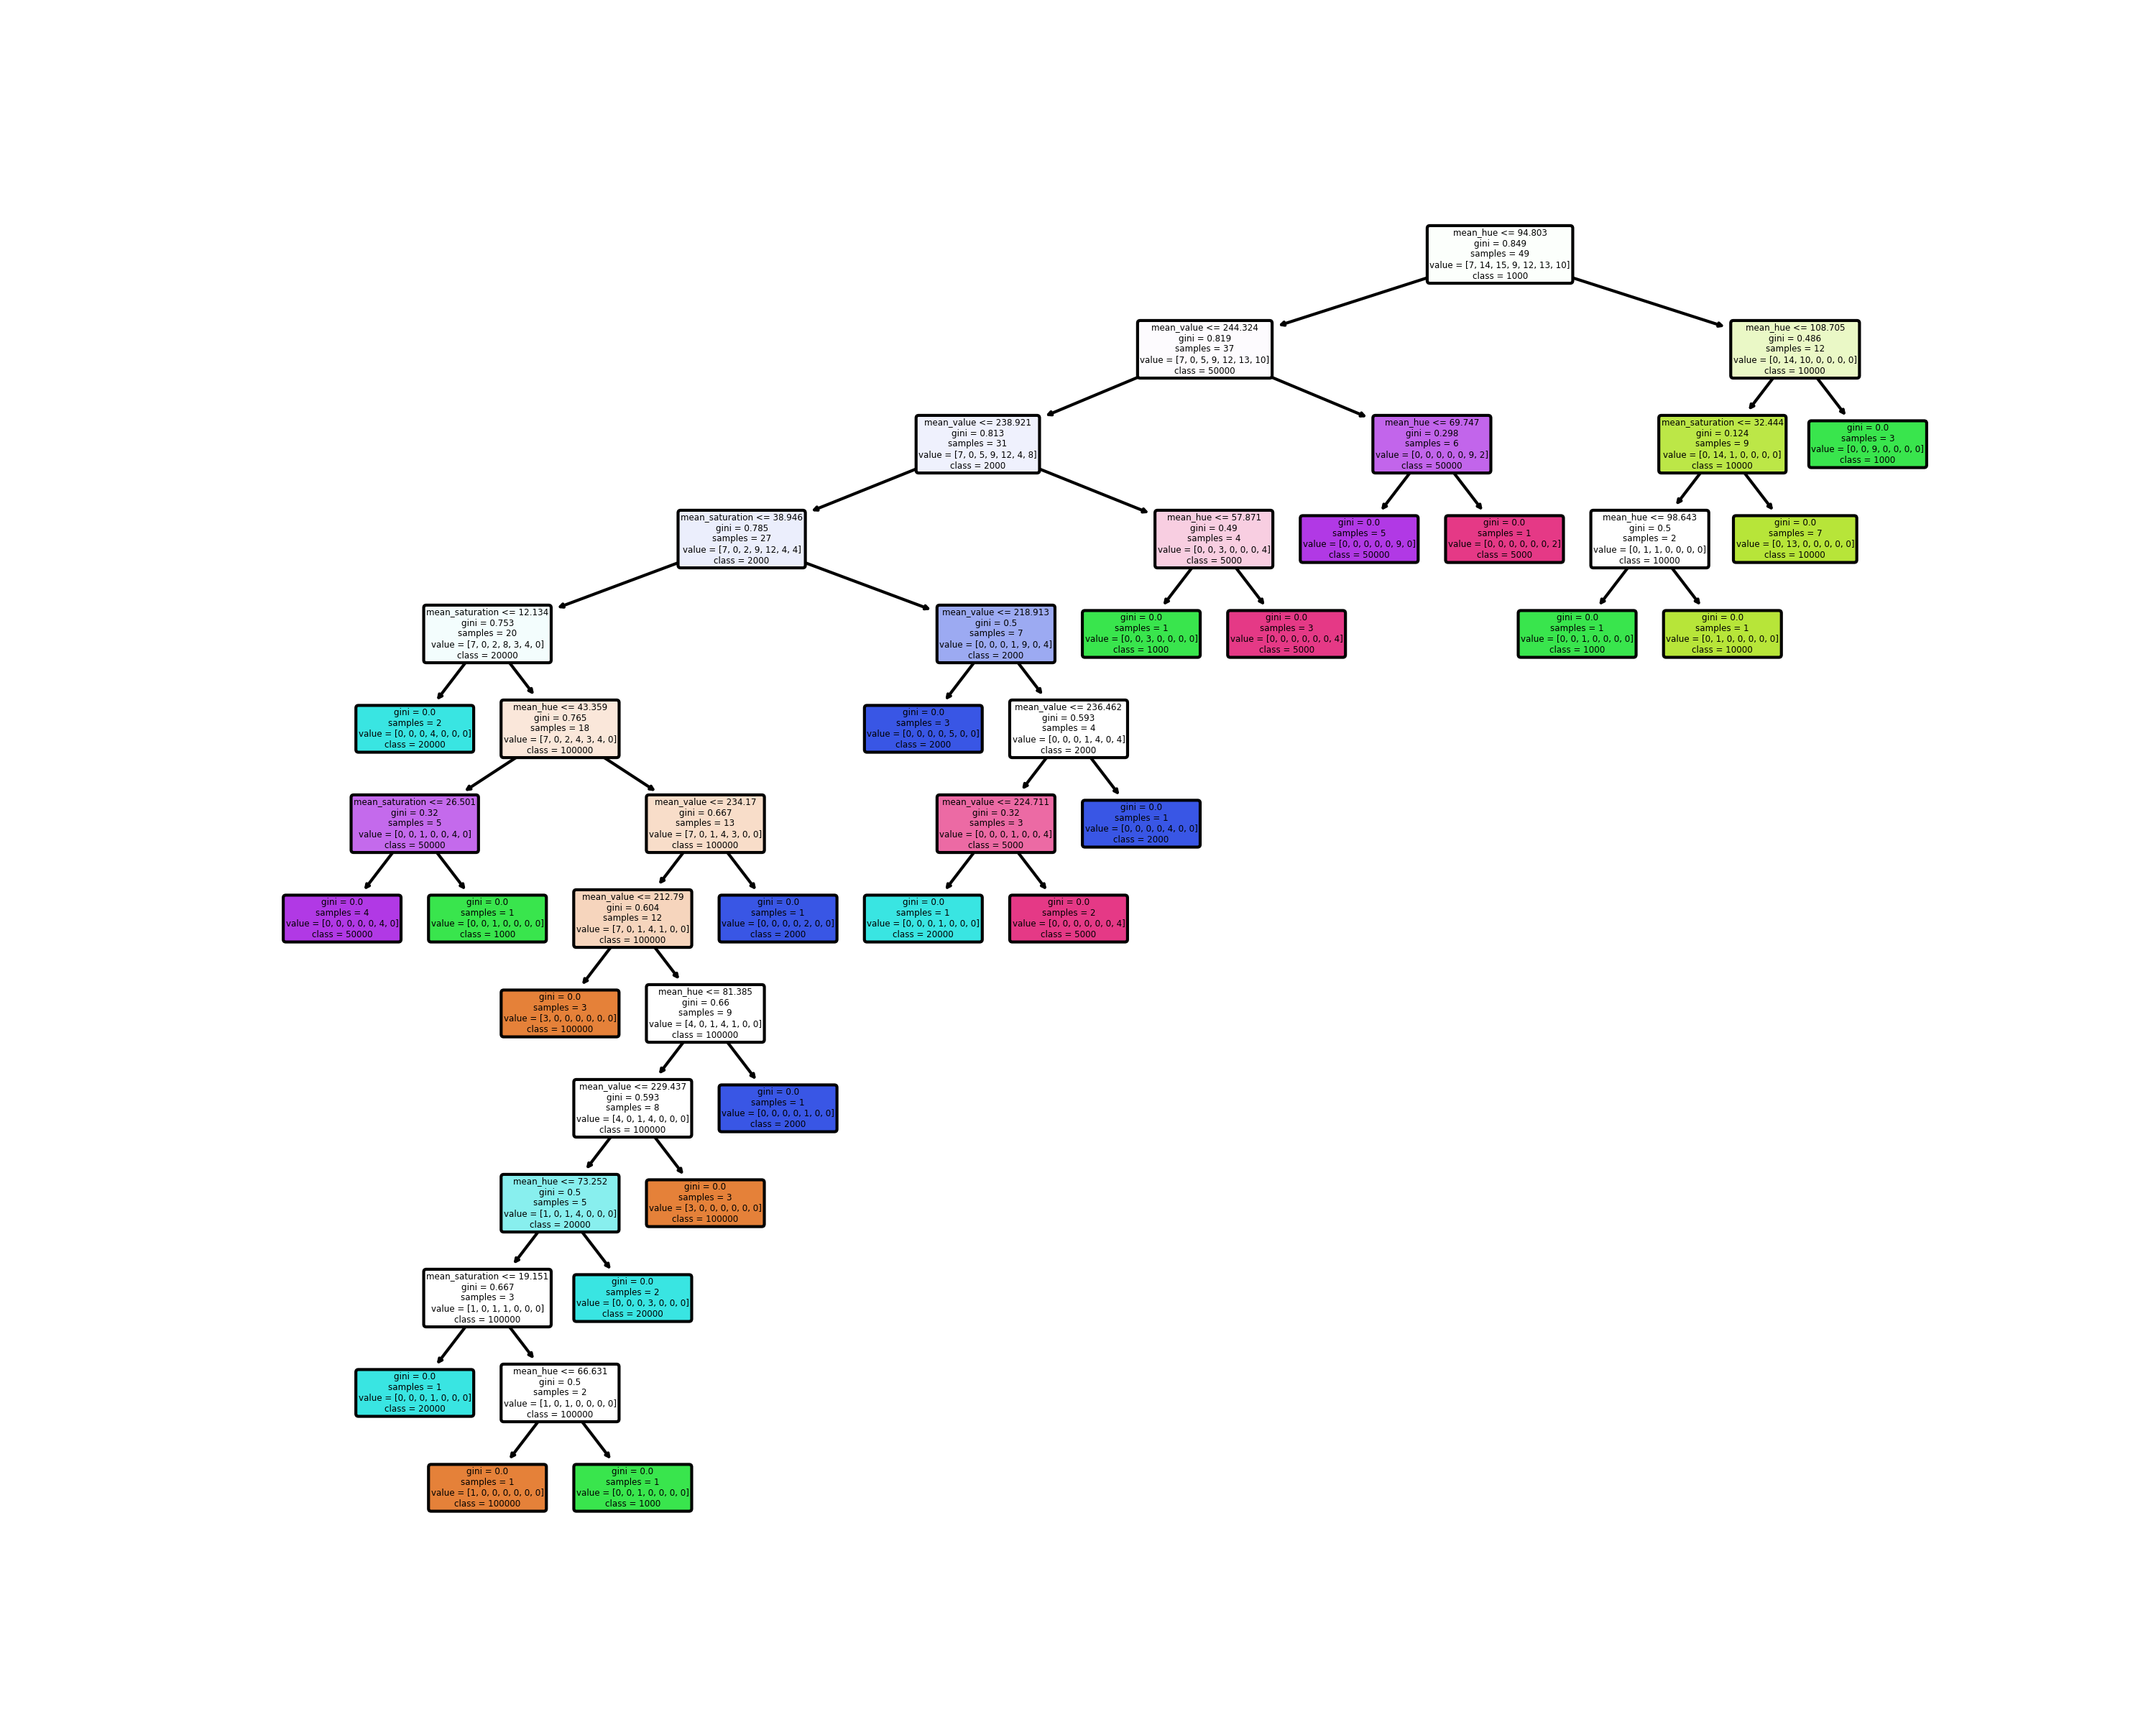 mean_hue <= 94.803
gini = 0.849
samples = 49
value = [7, 14, 15, 9, 12, 13, 10]
class = 1000
mean_value <= 244.324
gini = 0.819
samples = 37
value = [7, 0, 5, 9, 12, 13, 10]
class = 50000
mean_hue <= 108.705
gini = 0.486
samples = 12
value = [0, 14, 10, 0, 0, 0, 0]
class = 10000
mean_value <= 238.921
gini = 0.813
samples = 31
value = [7, 0, 5, 9, 12, 4, 8]
class = 2000
mean_hue <= 69.747
gini = 0.298
samples = 6
value = [0, 0, 0, 0, 0, 9, 2]
class = 50000
mean_saturation <= 32.444
gini = 0.124
samples = 9
value = [0, 14, 1, 0, 0, 0, 0]
class = 10000
gini = 0.0
samples = 3
value = [0, 0, 9, 0, 0, 0, 0]
class = 1000
mean_saturation <= 38.946
gini = 0.785
samples = 27
value = [7, 0, 2, 9, 12, 4, 4]
class = 2000
mean_hue <= 57.871
gini = 0.49
samples = 4
value = [0, 0, 3, 0, 0, 0, 4]
class = 5000
gini = 0.0
samples = 5
value = [0, 0, 0, 0, 0, 9, 0]
class = 50000
gini = 0.0
samples = 1
value = [0, 0, 0, 0, 0, 0, 2]
class = 5000
mean_hue <= 98.643
gini = 0.5
samples = 2
value = [0, 1, 1, 0, 0, 0, 0]
class = 10000
gini = 0.0
samples = 7
value = [0, 13, 0, 0, 0, 0, 0]
class = 10000
mean_saturation <= 12.134
gini = 0.753
samples = 20
value = [7, 0, 2, 8, 3, 4, 0]
class = 20000
mean_value <= 218.913
gini = 0.5
samples = 7
value = [0, 0, 0, 1, 9, 0, 4]
class = 2000
gini = 0.0
samples = 1
value = [0, 0, 3, 0, 0, 0, 0]
class = 1000
gini = 0.0
samples = 3
value = [0, 0, 0, 0, 0, 0, 4]
class = 5000
gini = 0.0
samples = 1
value = [0, 0, 1, 0, 0, 0, 0]
class = 1000
gini = 0.0
samples = 1
value = [0, 1, 0, 0, 0, 0, 0]
class = 10000
gini = 0.0
samples = 2
value = [0, 0, 0, 4, 0, 0, 0]
class = 20000
mean_hue <= 43.359
gini = 0.765
samples = 18
value = [7, 0, 2, 4, 3, 4, 0]
class = 100000
gini = 0.0
samples = 3
value = [0, 0, 0, 0, 5, 0, 0]
class = 2000
mean_value <= 236.462
gini = 0.593
samples = 4
value = [0, 0, 0, 1, 4, 0, 4]
class = 2000
mean_saturation <= 26.501
gini = 0.32
samples = 5
value = [0, 0, 1, 0, 0, 4, 0]
class = 50000
mean_value <= 234.17
gini = 0.667
samples = 13
value = [7, 0, 1, 4, 3, 0, 0]
class = 100000
mean_value <= 224.711
gini = 0.32
samples = 3
value = [0, 0, 0, 1, 0, 0, 4]
class = 5000
gini = 0.0
samples = 1
value = [0, 0, 0, 0, 4, 0, 0]
class = 2000
gini = 0.0
samples = 4
value = [0, 0, 0, 0, 0, 4, 0]
class = 50000
gini = 0.0
samples = 1
value = [0, 0, 1, 0, 0, 0, 0]
class = 1000
mean_value <= 212.79
gini = 0.604
samples = 12
value = [7, 0, 1, 4, 1, 0, 0]
class = 100000
gini = 0.0
samples = 1
value = [0, 0, 0, 0, 2, 0, 0]
class = 2000
gini = 0.0
samples = 1
value = [0, 0, 0, 1, 0, 0, 0]
class = 20000
gini = 0.0
samples = 2
value = [0, 0, 0, 0, 0, 0, 4]
class = 5000
gini = 0.0
samples = 3
value = [3, 0, 0, 0, 0, 0, 0]
class = 100000
mean_hue <= 81.385
gini = 0.66
samples = 9
value = [4, 0, 1, 4, 1, 0, 0]
class = 100000
mean_value <= 229.437
gini = 0.593
samples = 8
value = [4, 0, 1, 4, 0, 0, 0]
class = 100000
gini = 0.0
samples = 1
value = [0, 0, 0, 0, 1, 0, 0]
class = 2000
mean_hue <= 73.252
gini = 0.5
samples = 5
value = [1, 0, 1, 4, 0, 0, 0]
class = 20000
gini = 0.0
samples = 3
value = [3, 0, 0, 0, 0, 0, 0]
class = 100000
mean_saturation <= 19.151
gini = 0.667
samples = 3
value = [1, 0, 1, 1, 0, 0, 0]
class = 100000
gini = 0.0
samples = 2
value = [0, 0, 0, 3, 0, 0, 0]
class = 20000
gini = 0.0
samples = 1
value = [0, 0, 0, 1, 0, 0, 0]
class = 20000
mean_hue <= 66.631
gini = 0.5
samples = 2
value = [1, 0, 1, 0, 0, 0, 0]
class = 100000
gini = 0.0
samples = 1
value = [1, 0, 0, 0, 0, 0, 0]
class = 100000
gini = 0.0
samples = 1
value = [0, 0, 1, 0, 0, 0, 0]
class = 1000